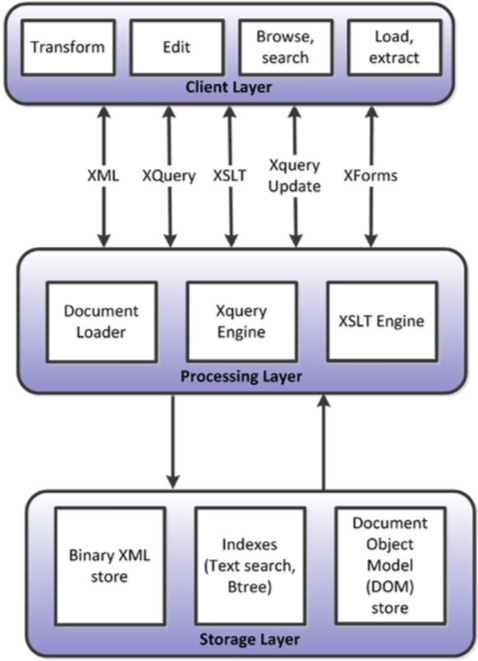 Transform
Edit
Browse,
search
Load,
extract
Client Layer
XML
XQuery
XSLT
Xquery
Update
XForms
Document
Loader
Xquery
Engine
XSLT Engine
Processing Layer
Binary XML
store
Indexes
(Text search,
Btree)
Document
Object
Model
(DOM)
store
Storage Layer